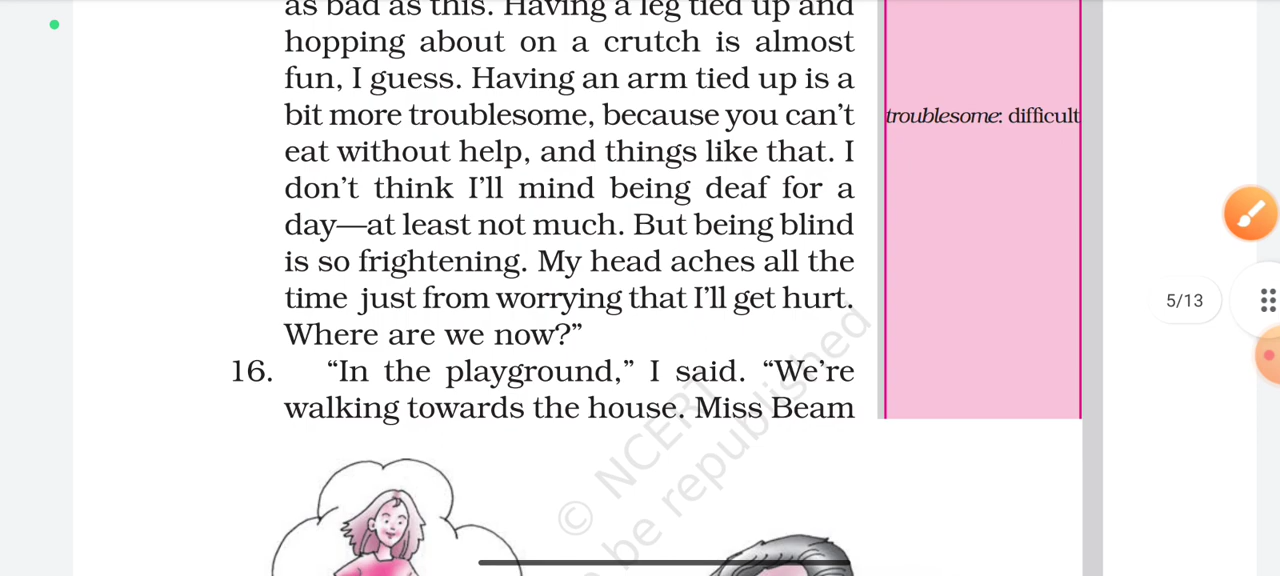 as bad as this. Having a leg tied up and
hopping about on a crutch is almost
fun, I guess. Having an arm tied up is a
bit more troublesome, because you can't
eat without help, and things like that. I
don't think I'll mind being deaf for a
day—at least not much. But being blind
is so frightening. My head aches all the
time just from worrying that I'll get hurt.
Where are we now?”
16. “In the playground,” I said. “We're
walking towards the house. Miss Beam
troublesome: difficult
5/13
© NCERT
be republished